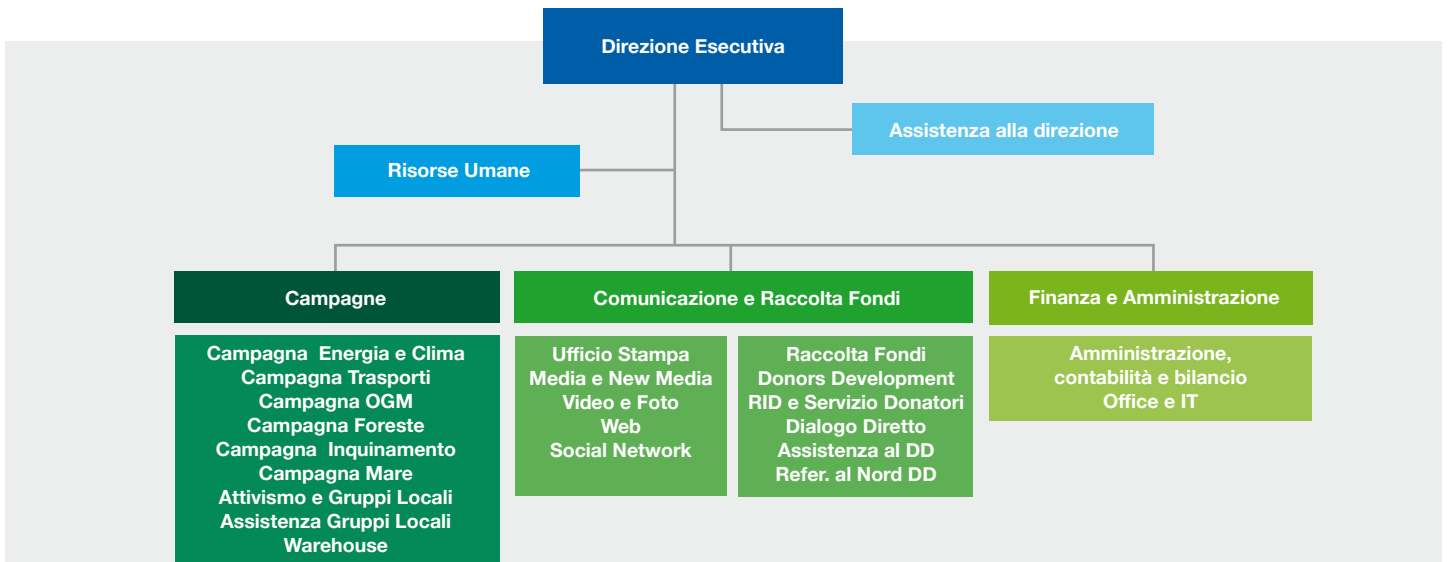 Direzione Esecutiva
Assistenza alla direzione
Risorse Umane
Campagne
Campagna Energia e Clima
Campagna Trasporti
Campagna OGM
Campagna Foreste
Campagna Inquinamento
Campagna Mare
Attivismo e Gruppi Locali
Assistenza Gruppi Locali
Warehouse
Comunicazione e Raccolta Fondi
Ufficio Stampa
Media e New Media
Video e Foto
Web
Social Network
Raccolta Fondi
Donors Development
RID e Servizio Donatori
Dialogo Diretto
Assistenza al DD
Refer. al Nord DD
Finanza e Amministrazione
Amministrazione,
contabilità e bilancio
Office e IT